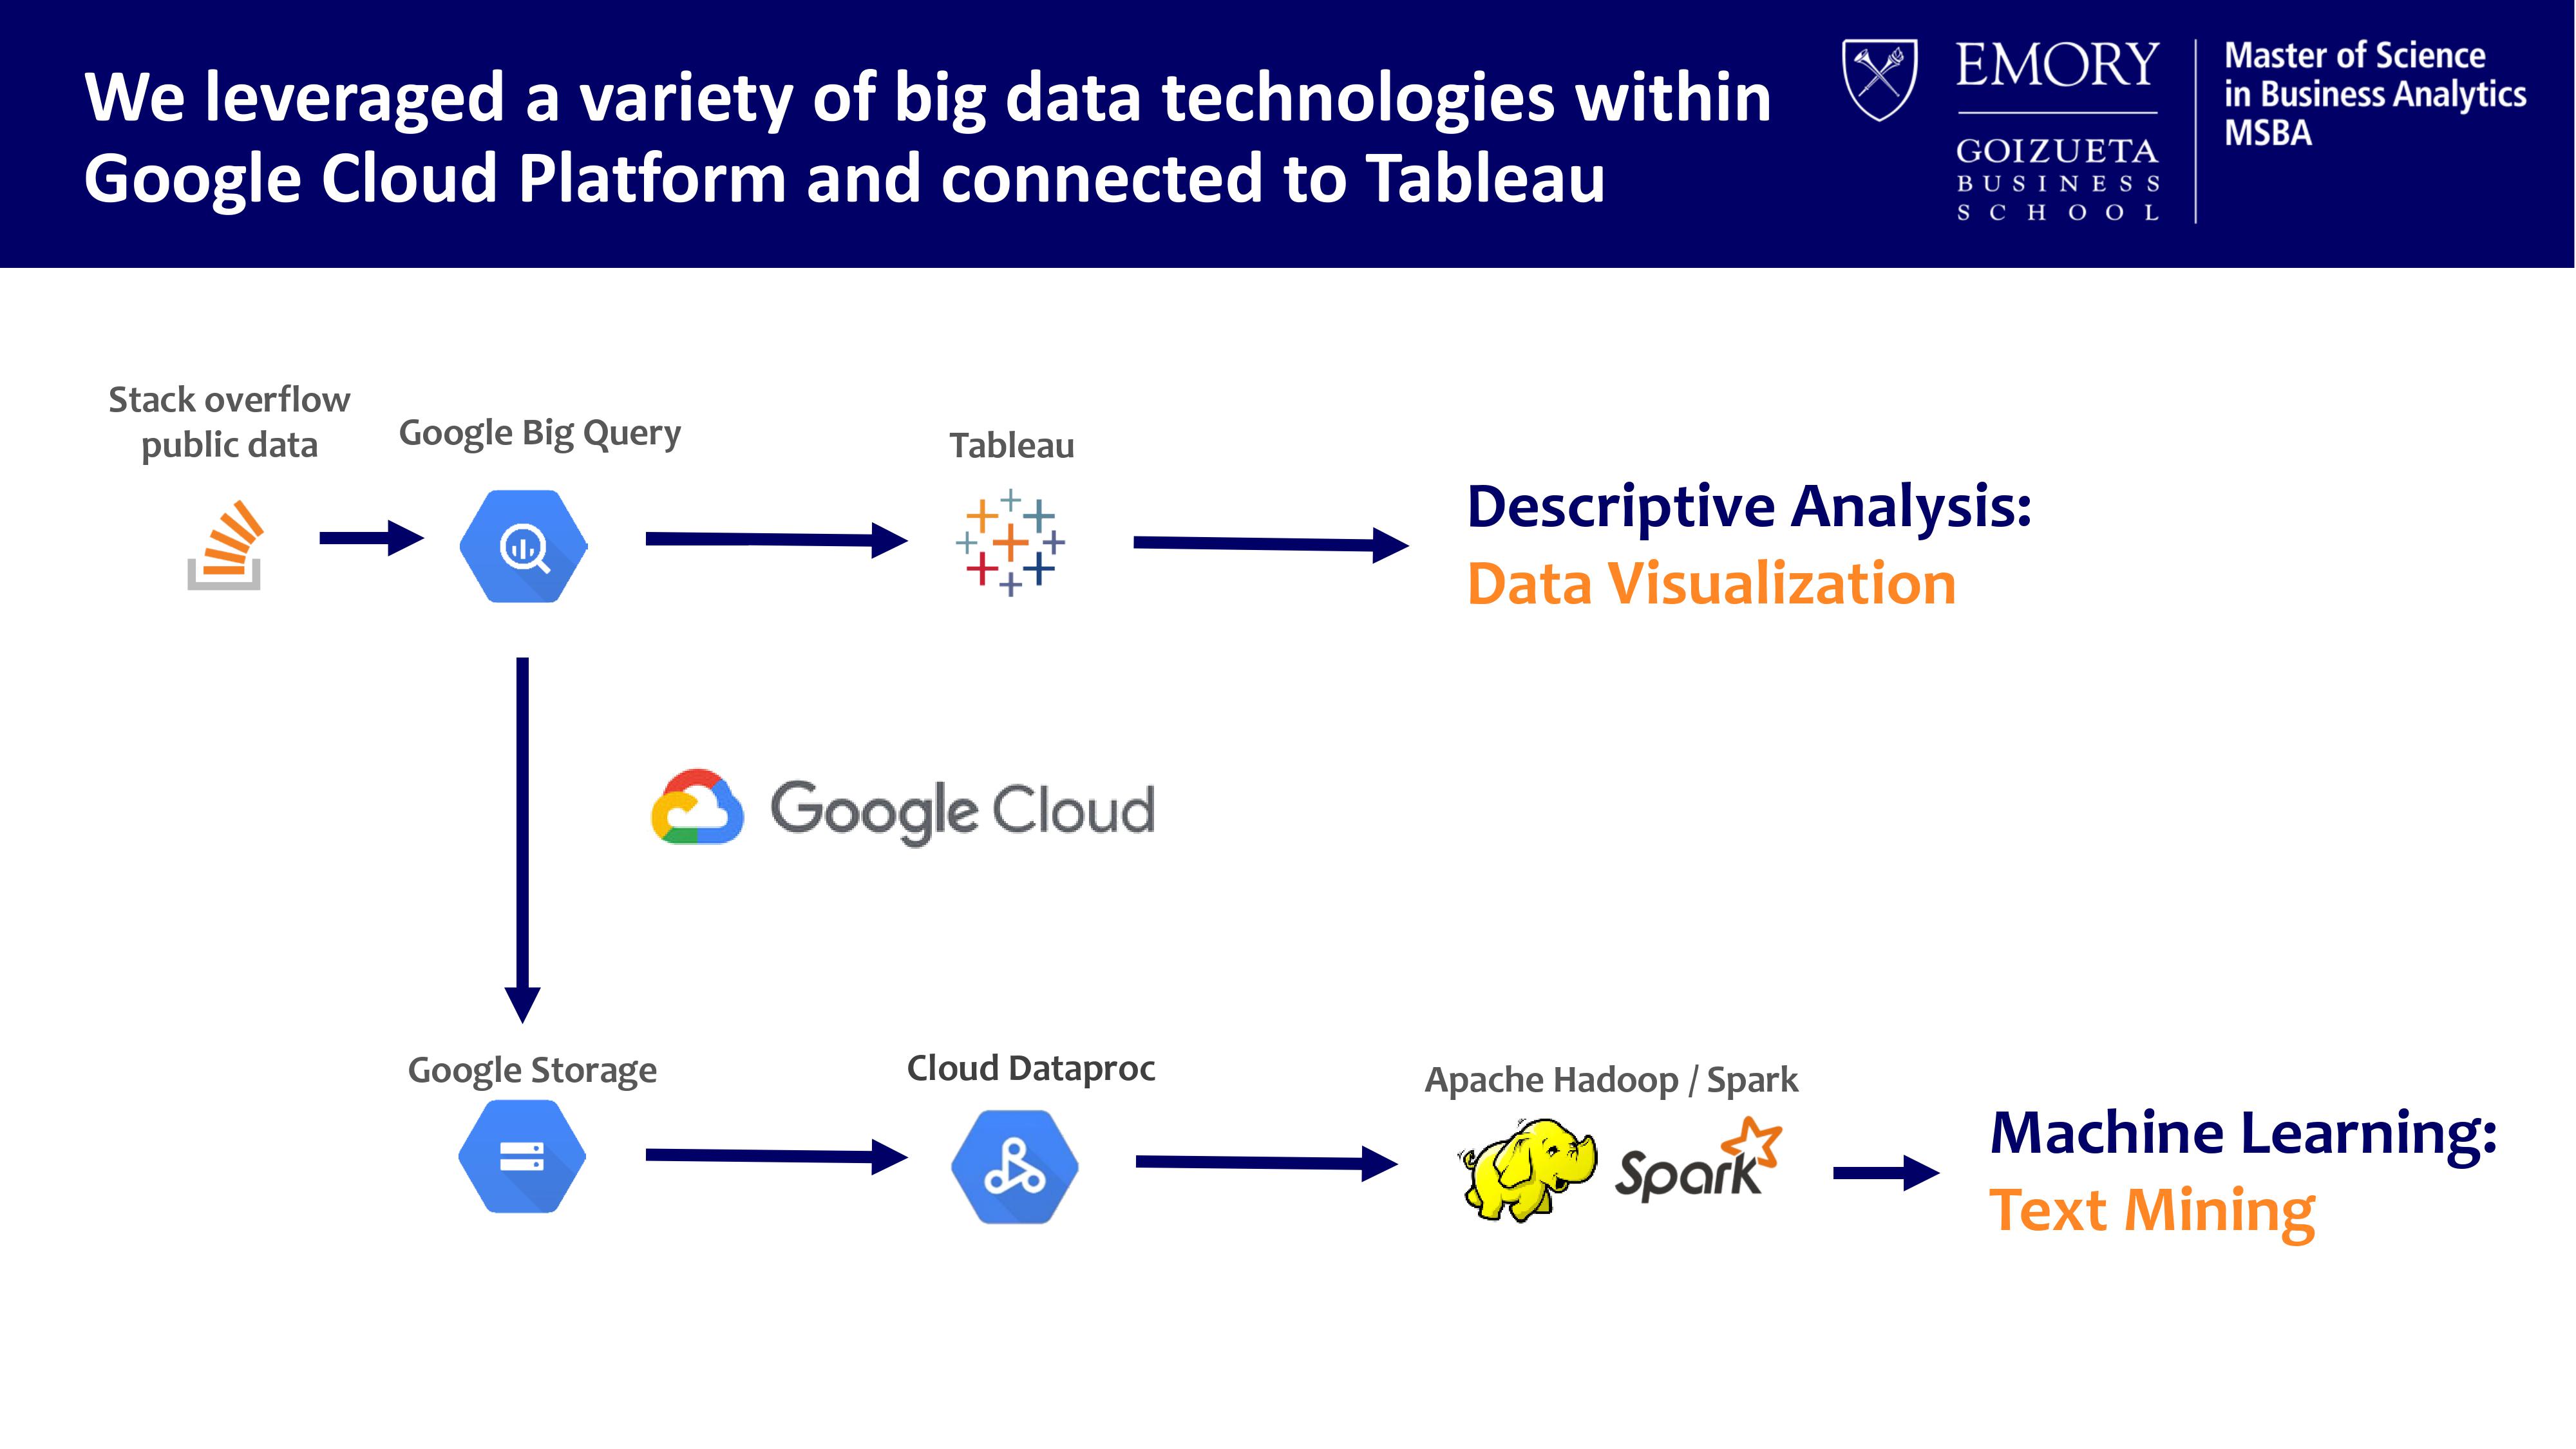 We leveraged a variety of big data technologies within
Google Cloud Platform and connected to Tableau
EMORY
GOIZUETA
BUSINESS
SCHOOL
Master of Science
in Business Analytics
MSBA
Stack overflow
public data
Google Big Query
Tableau
Descriptive Analysis:
Data Visualization
Google Cloud
Google Storage
Cloud Dataproc
Apache Hadoop / Spark
Spark
Machine Learning:
Text Mining